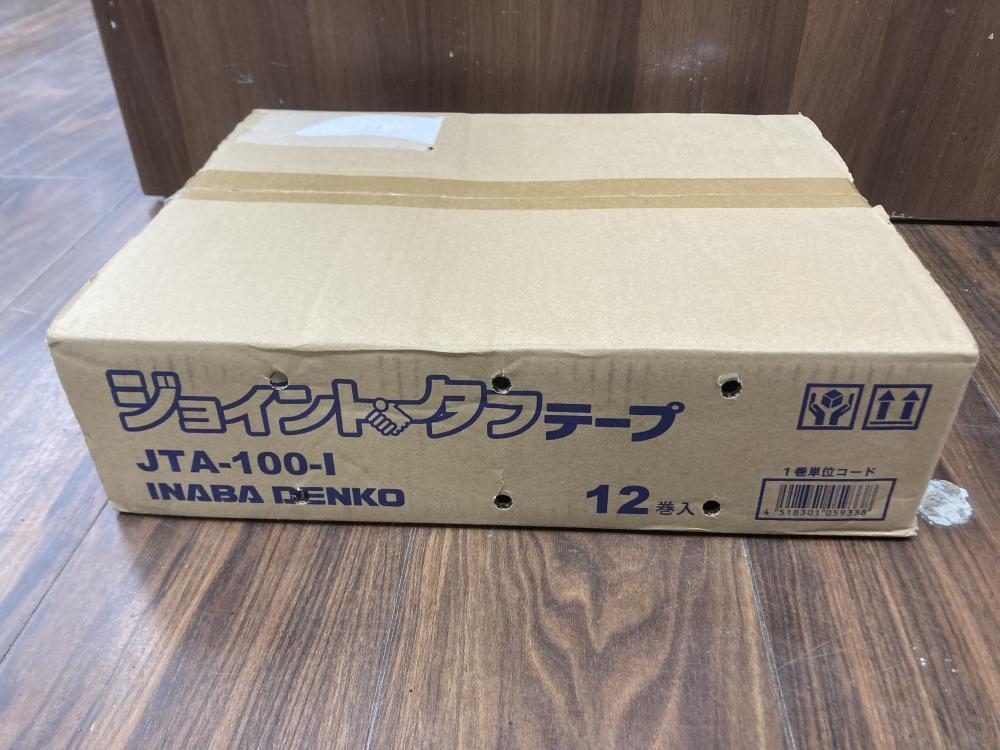 ジョイントタフテープ
JTA-100-I
INABA DENKO
12巻入
1巻単位コード
4 518301 059338